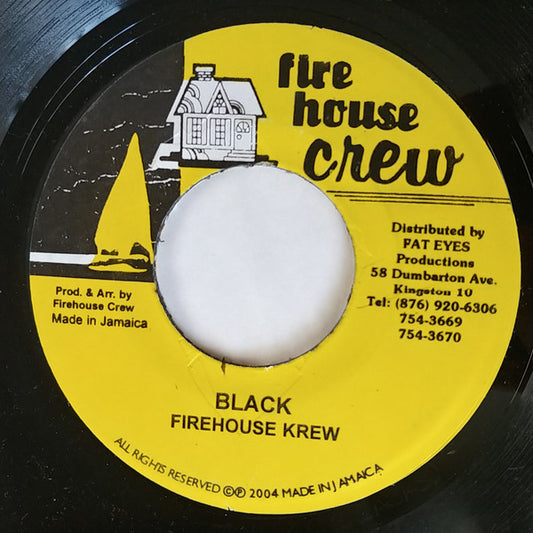 fire
house
crew
Distributed by
FAT EYES
Productions
58 Dumbarton Ave.
Kingston 10
Tel: (876) 920-6306
754-3669
754-3670
Prod. & Arr. by
Firehouse Crew
Made in Jamaica
BLACK
FIREHOUSE KREW
ALL RIGHTS RESERVED ©℗ 2004 MADE IN JAMAICA